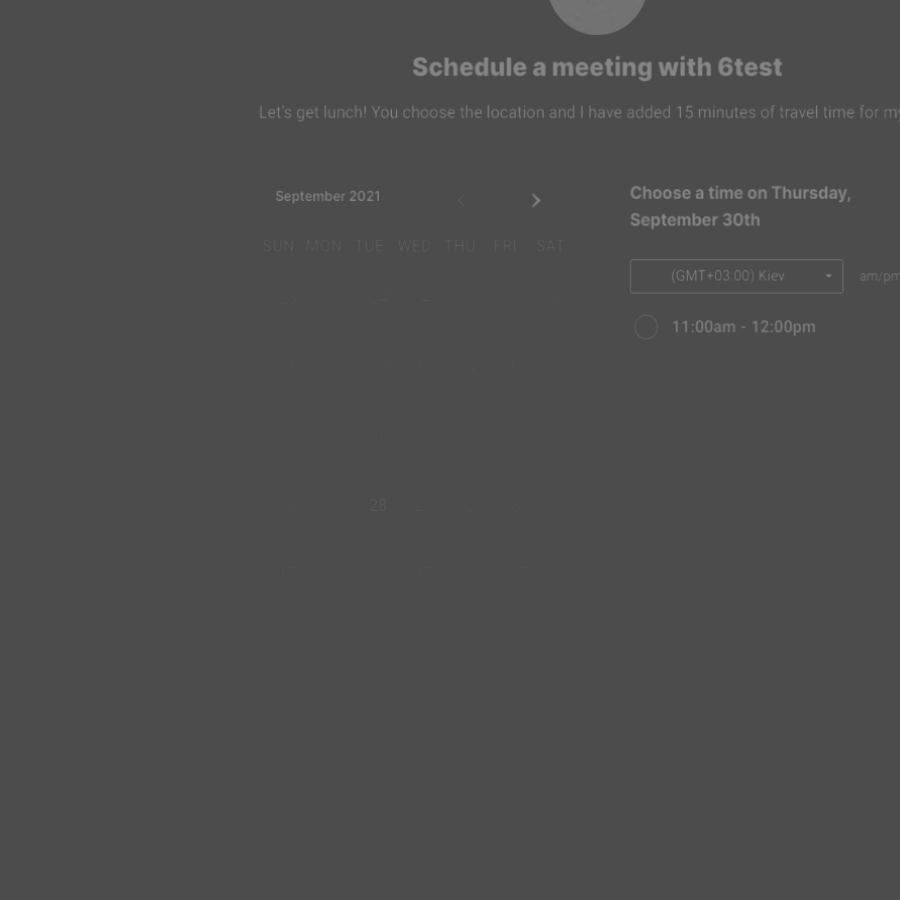 Schedule a meeting with 6test
Let's get lunch! You choose the location and I have added 15 minutes of travel time for
September 2021
SUN MON TUE WED THU FRI SAT
28
Choose a time on Thursday,
September 30th
(GMT+03:00) Kiev
am/pm
11:00am - 12:00pm